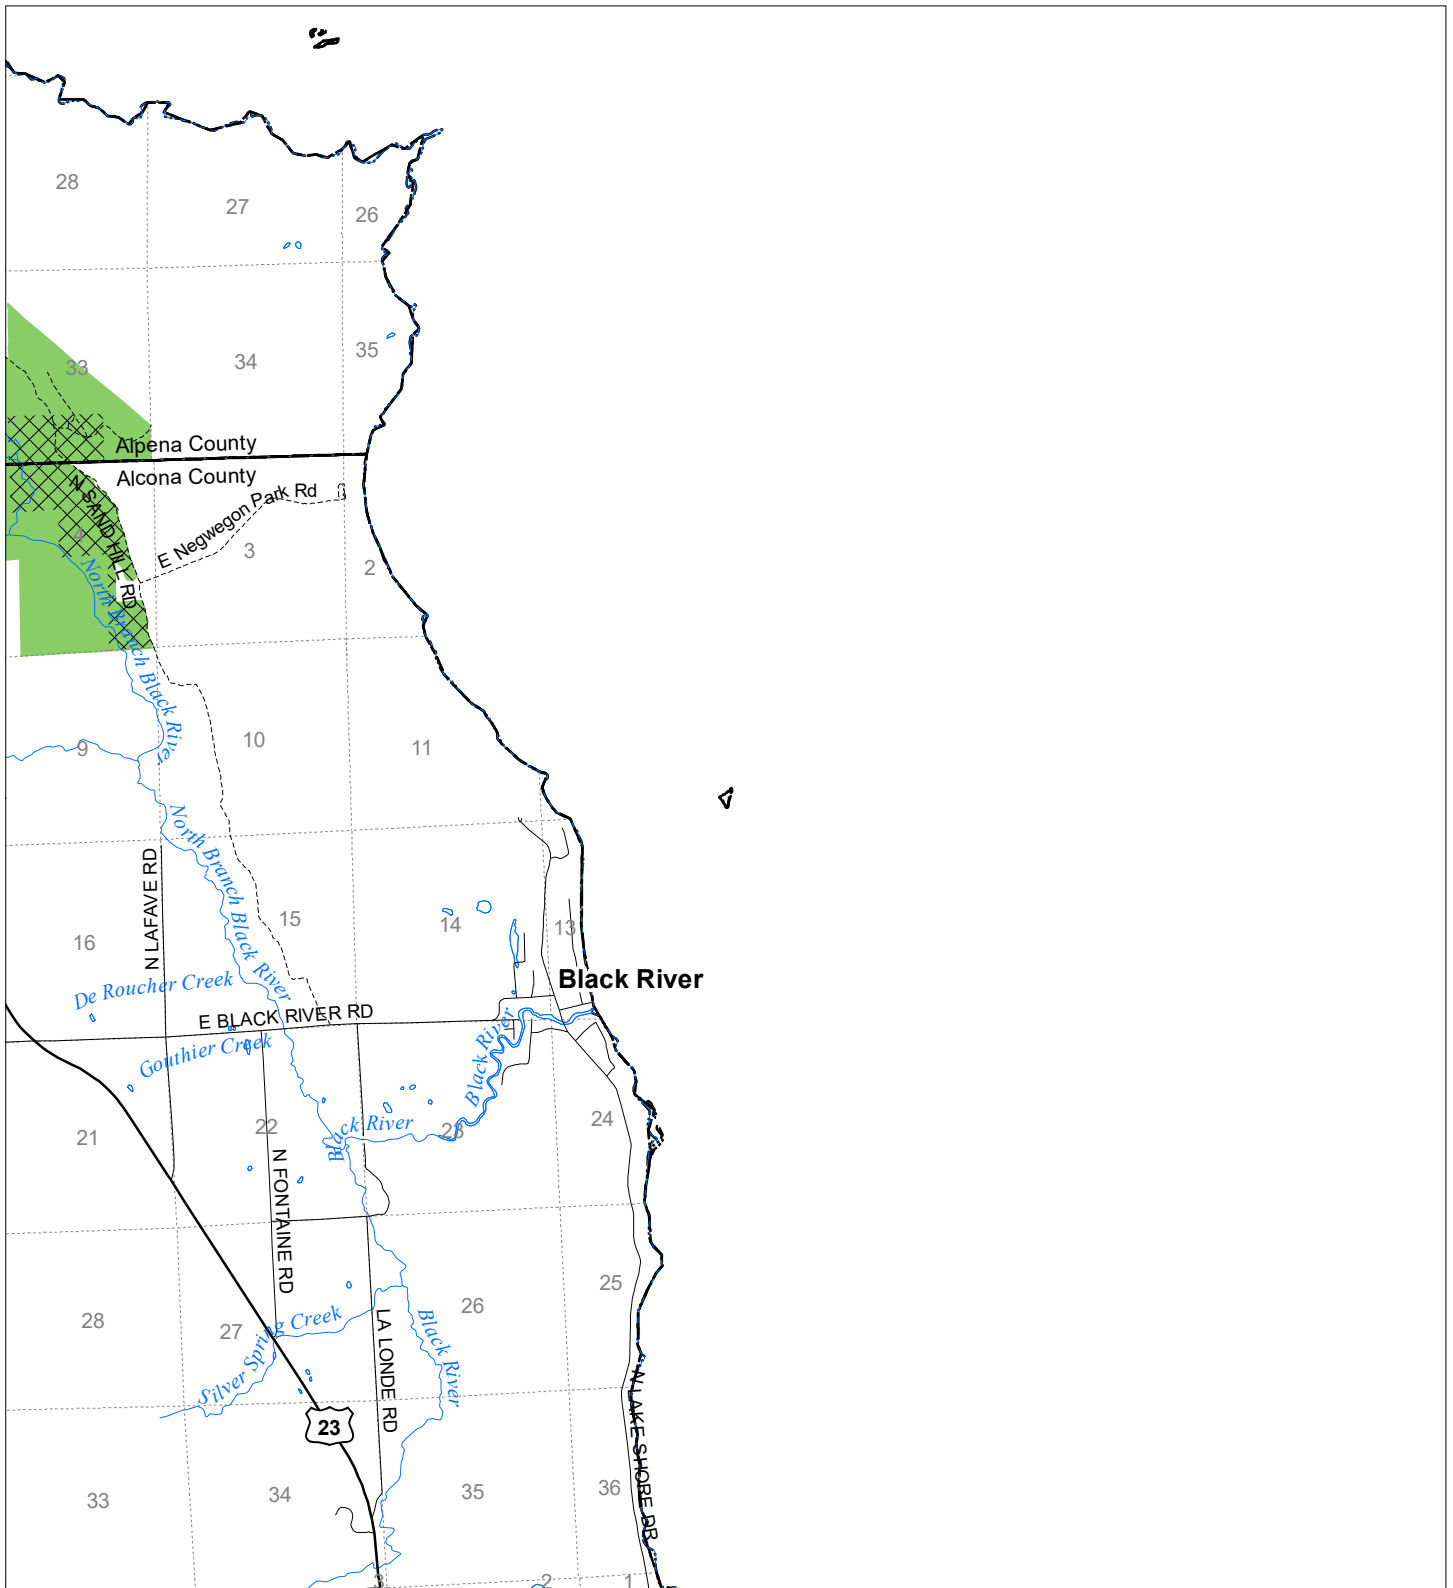 28
27
26
33
34
35
Alpena County
Alcona County
N SAND HILL RD
E Negwegon Park Rd
4
3
2
North Branch Black River
9
10
11
North Branch Black River
N LAFAVE RD
16
15
14
13
Black River
De Roucher Creek
E BLACK RIVER RD
Gouthier Creek
Black River
21
22
Black River
23
24
N FONTAINE RD
25
28
27
Silver Spring Creek
26
LA LONDE RD
Black River
23
N LAKE SHORE DR
33
34
35
36
3
2
1